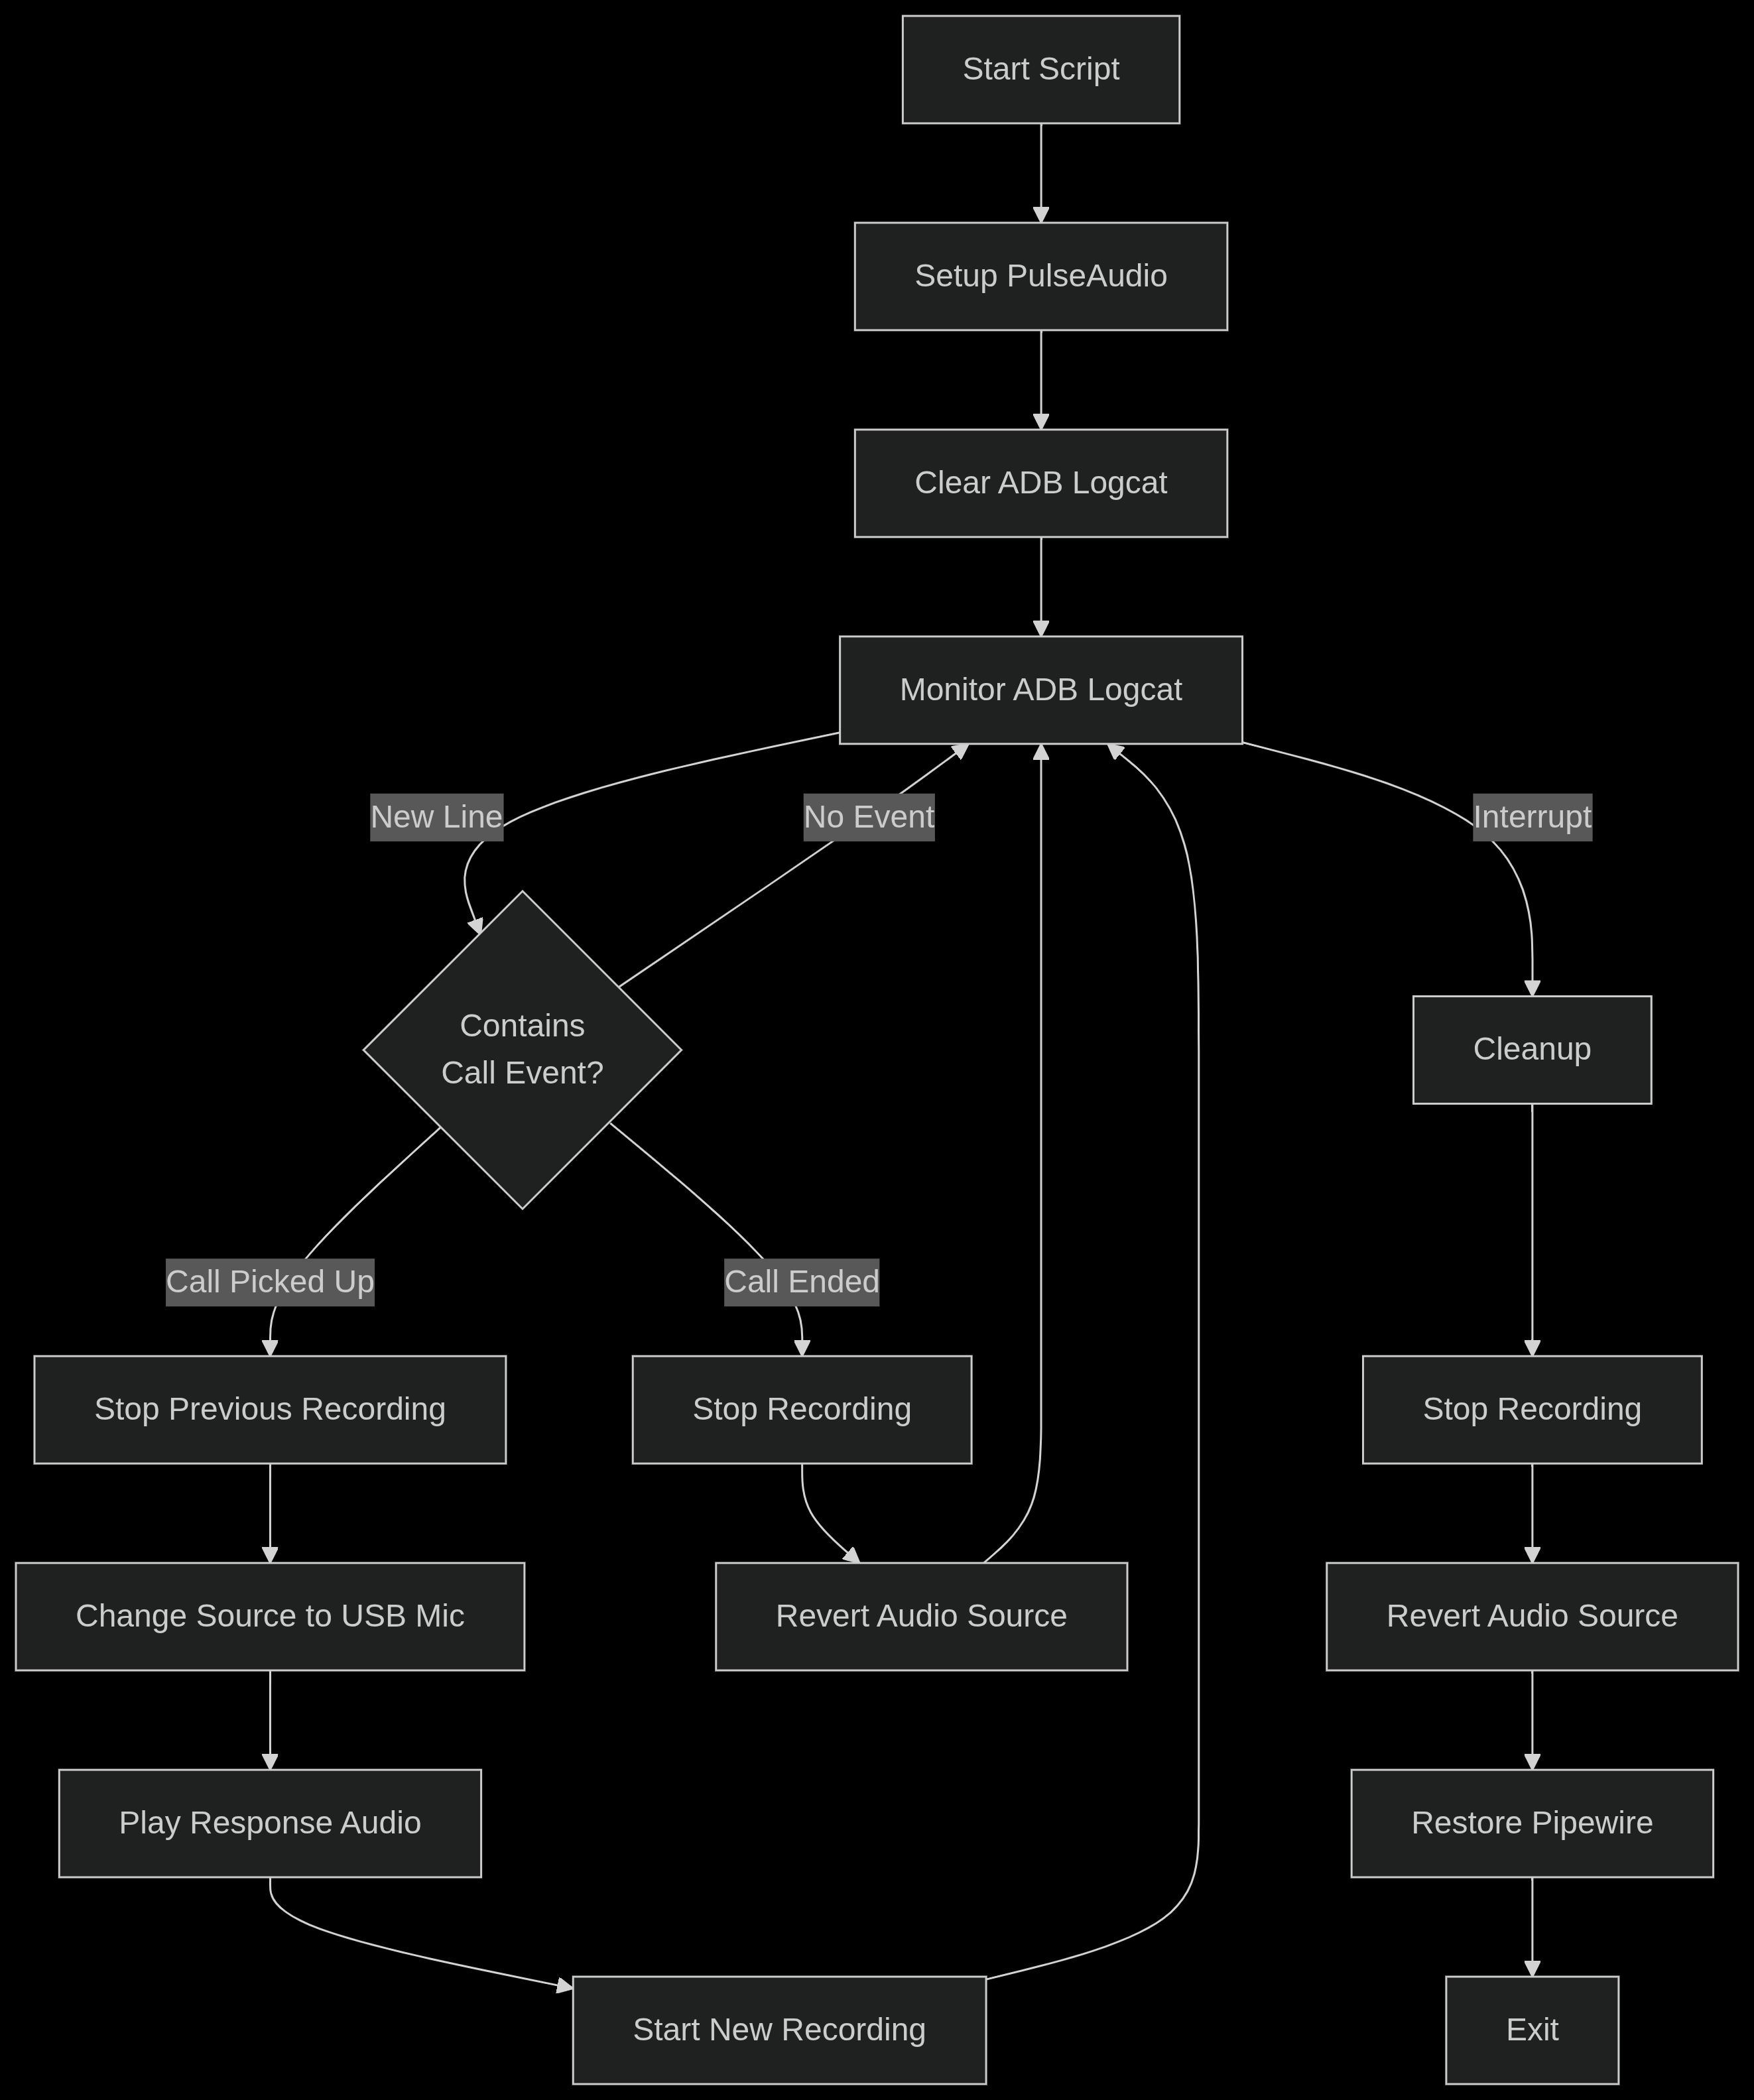 Start Script
Setup PulseAudio
Clear ADB Logcat
Monitor ADB Logcat
New Line
No Event
Interrupt
Contains
Call Event?
Cleanup
Call Picked Up
Call Ended
Stop Previous Recording
Stop Recording
Stop Recording
Change Source to USB Mic
Revert Audio Source
Revert Audio Source
Play Response Audio
Restore Pipewire
Start New Recording
Exit